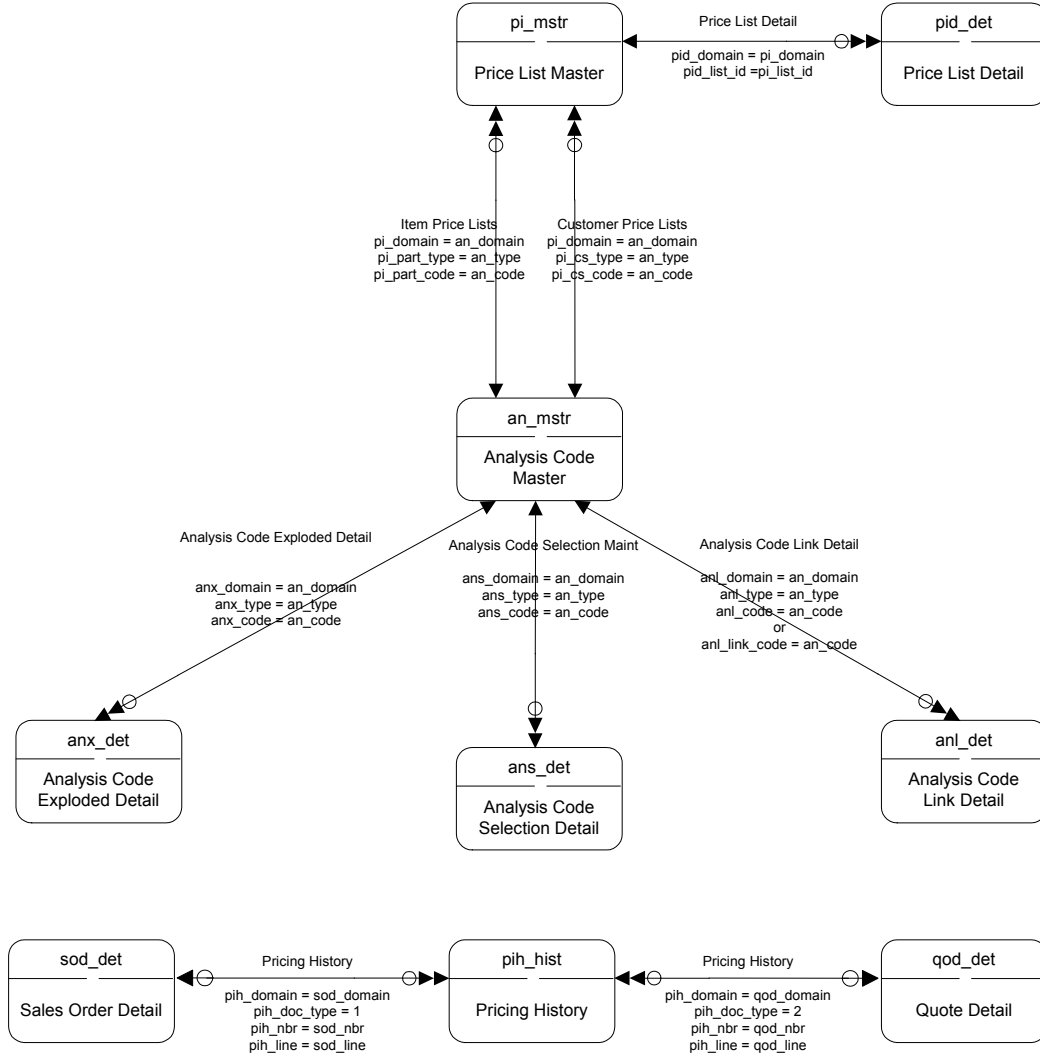 pi_mstr
Price List Master
Price List Detail
pid_domain = pi_domain
pid_list_id =pi_list_id
pid_det
Price List Detail
Item Price Lists
pi_domain = an_domain
pi_part_type = an_type
pi_part_code = an_code
Customer Price Lists
pi_domain = an_domain
pi_cs_type = an_type
pi_cs_code = an_code
an_mstr
Analysis Code
Master
Analysis Code Exploded Detail
anx_domain = an_domain
anx_type = an_type
anx_code = an_code
Analysis Code Selection Maint
ans_domain = an_domain
ans_type = an_type
ans_code = an_code
Analysis Code Link Detail
anl_domain = an_domain
anl_type = an_type
anl_code = an_code
or
anl_link_code = an_code
anx_det
Analysis Code
Exploded Detail
ans_det
Analysis Code
Selection Detail
anl_det
Analysis Code
Link Detail
sod_det
Sales Order Detail
Pricing History
pih_domain = sod_domain
pih_doc_type = 1
pih_nbr = sod_nbr
pih_line = sod_line
pih_hist
Pricing History
Pricing History
pih_domain = qod_domain
pih_doc_type = 2
pih_nbr = qod_nbr
pih_line = qod_line
qod_det
Quote Detail